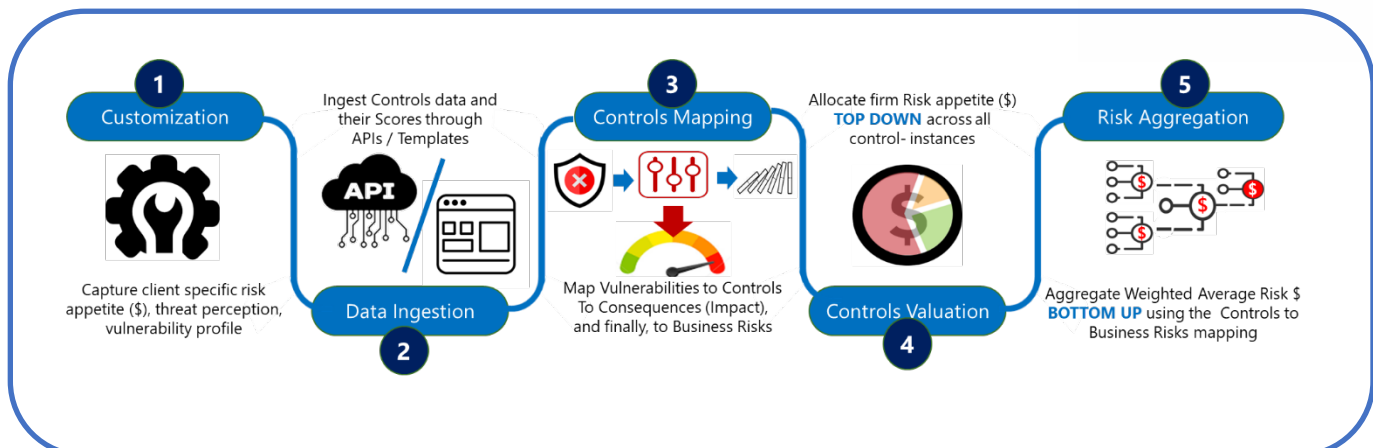 1
Customization
Capture client specific risk
appetite ($), threat perception,
vulnerability profile
Ingest Controls data and
their Scores through
APIs / Templates
API
Data Ingestion
2
3
Controls Mapping
Map Vulnerabilities to Controls
To Consequences (Impact),
and finally, to Business Risks
Allocate firm Risk appetite ($)
TOP DOWN across all
control- instances
$
Controls Valuation
4
5
Risk Aggregation
$
$
$
$
Aggregate Weighted Average Risk $
BOTTOM UP using the Controls to
Business Risks mapping